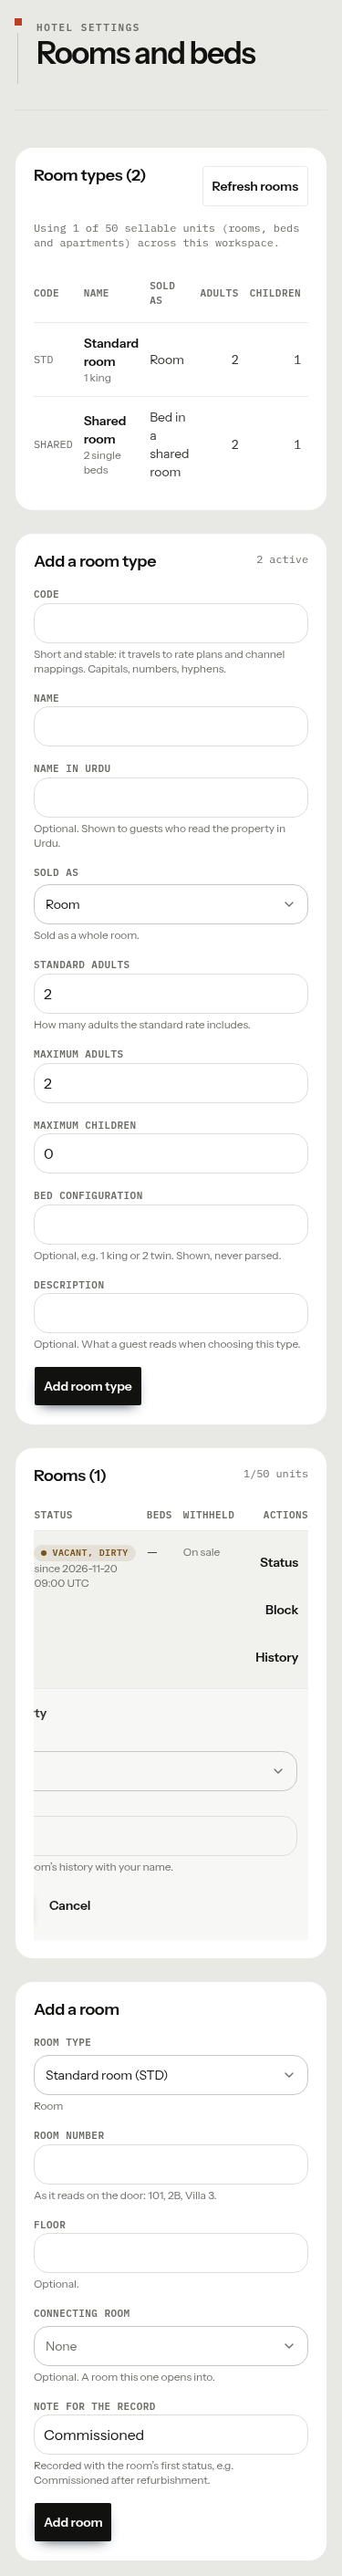 HOTEL SETTINGS
Rooms and beds
Room types (2)
Refresh rooms
Using 1 of 50 sellable units (rooms, beds
and apartments) across this workspace.
CODE NAME SOLD AS ADULTS CHILDREN
STD Standard room Room 2 1
1 king
SHARED Shared room Bed in a shared room 2 1
2 single beds
Add a room type
2 active
CODE
Short and stable: it travels to rate plans and channel
mappings. Capitals, numbers, hyphens.
NAME
NAME IN URDU
Optional. Shown to guests who read the property in
Urdu.
SOLD AS
Room
Sold as a whole room.
STANDARD ADULTS
2
How many adults the standard rate includes.
MAXIMUM ADULTS
2
MAXIMUM CHILDREN
0
BED CONFIGURATION
Optional, e.g. 1 king or 2 twin. Shown, never parsed.
DESCRIPTION
Optional. What a guest reads when choosing this type.
Add room type
Rooms (1)
1/50 units
STATUS BEDS WITHHELD ACTIONS
VACANT, DIRTY — On sale Status
since 2026-11-20
09:00 UTC
Block
History
ty
oom's history with your name.
Cancel
Add a room
ROOM TYPE
Standard room (STD)
Room
ROOM NUMBER
As it reads on the door: 101, 2B, Villa 3.
FLOOR
Optional.
CONNECTING ROOM
None
Optional. A room this one opens into.
NOTE FOR THE RECORD
Commissioned
Recorded with the room's first status, e.g.
Commissioned after refurbishment.
Add room